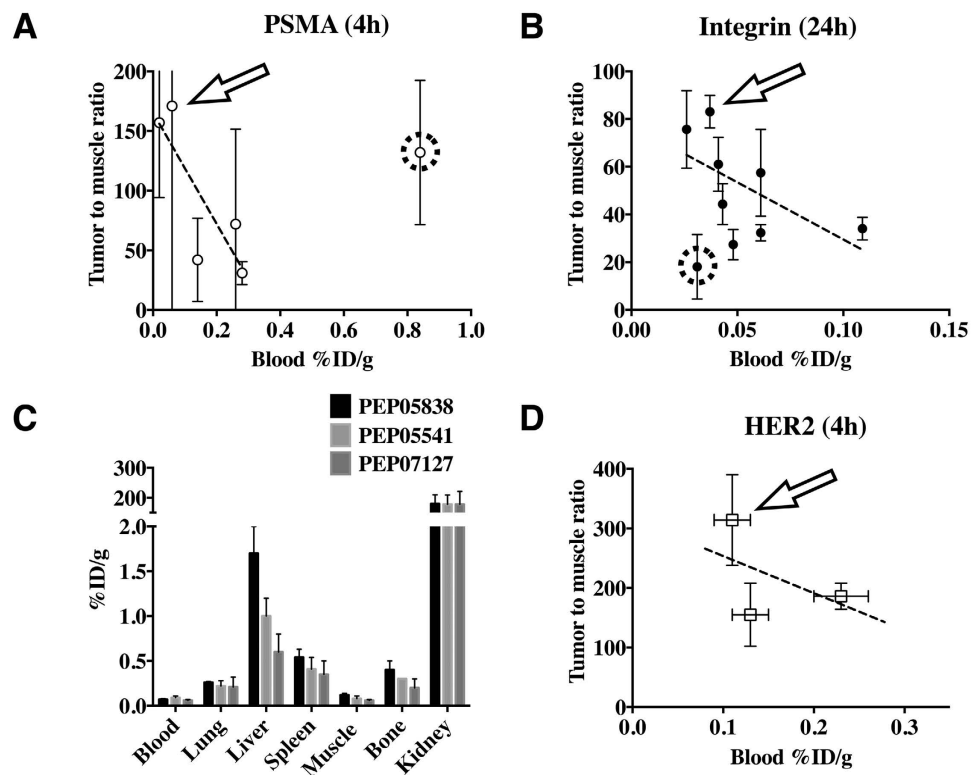 A
PSMA (4h)
Tumor to muscle ratio
200
150
100
50
0
0.0 0.2 0.4 0.6 0.8 1.0
Blood %ID/g
B
Integrin (24h)
Tumor to muscle ratio
100
80
60
40
20
0
0.00 0.05 0.10 0.15
Blood %ID/g
C
PEP05838
PEP05541
PEP07127
%ID/g
300
200
2.0
1.5
1.0
0.5
0.0
Blood Lung Liver Spleen Muscle Bone Kidney
D
HER2 (4h)
Tumor to muscle ratio
400
300
200
100
0
0.0 0.1 0.2 0.3
Blood %ID/g